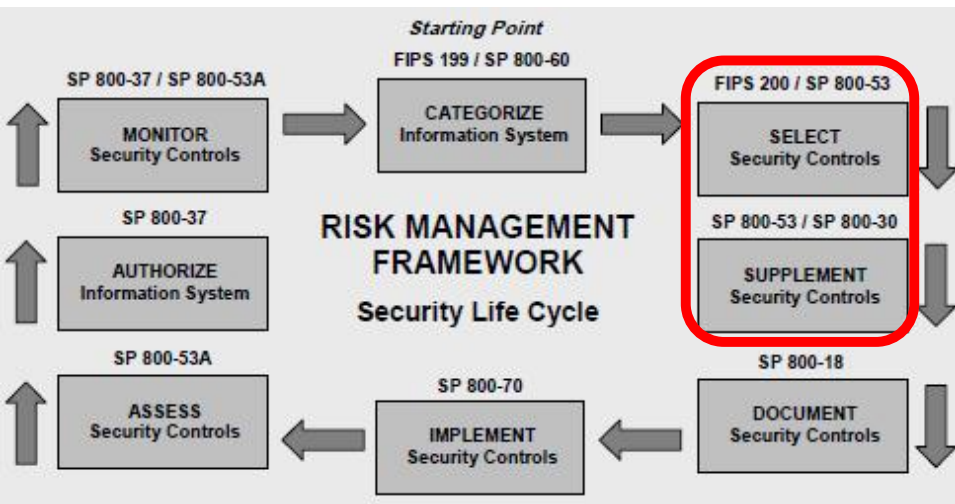 Starting Point
FIPS 199 / SP 800-60
CATEGORIZE
Information System
FIPS 200 / SP 800-53
SELECT
Security Controls
SP 800-53 / SP 800-30
SUPPLEMENT
Security Controls
SP 800-18
DOCUMENT
Security Controls
SP 800-70
IMPLEMENT
Security Controls
SP 800-53A
ASSESS
Security Controls
SP 800-37
AUTHORIZE
Information System
SP 800-37 / SP 800-53A
MONITOR
Security Controls
RISK MANAGEMENT
FRAMEWORK
Security Life Cycle